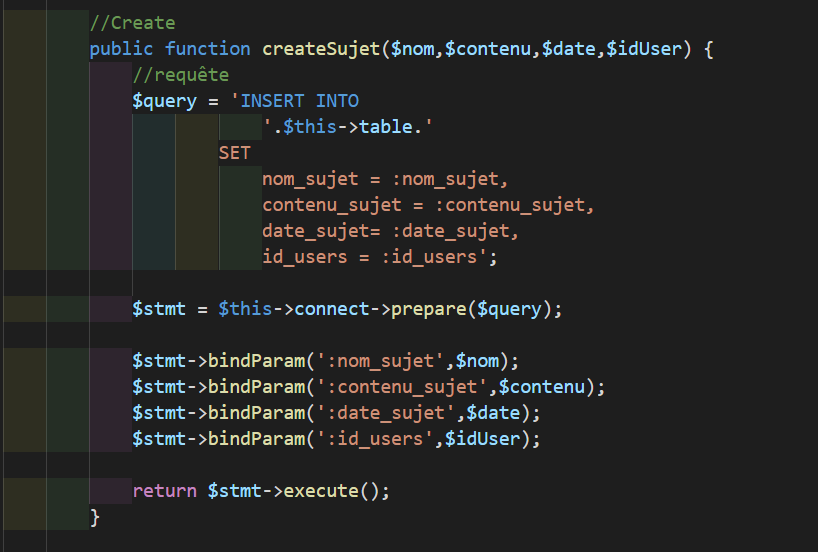 //Create
public function createSujet($nom,$contenu,$date,$idUser) {
//requête
$query = 'INSERT INTO
'.$this->table.'
SET
nom_sujet = :nom_sujet,
contenu_sujet = :contenu_sujet,
date_sujet= :date_sujet,
id_users = :id_users';
$stmt = $this->connect->prepare($query);
$stmt->bindParam(':nom_sujet',$nom);
$stmt->bindParam(':contenu_sujet',$contenu);
$stmt->bindParam(':date_sujet',$date);
$stmt->bindParam(':id_users',$idUser);
return $stmt->execute();
}